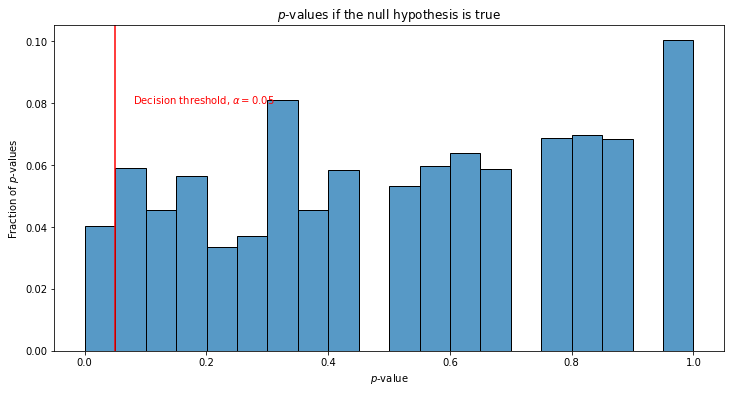 p-values if the null hypothesis is true
Decision threshold, α = 0.05
Fraction of p-values
0.10
0.08
0.06
0.04
0.02
0.00
0.0 0.2 0.4 0.6 0.8 1.0
p-value